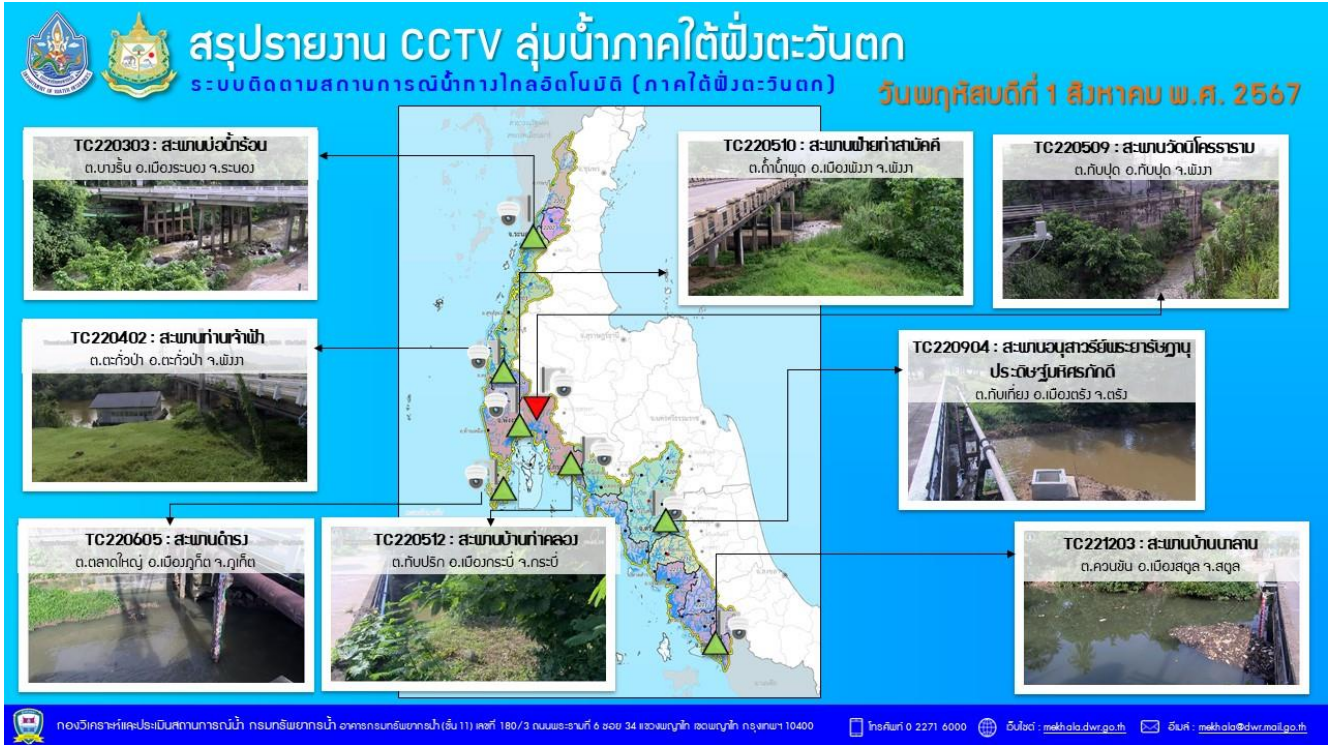 สรุปรายงาน CCTV ลุ่มน้ำภาคใต้ฝั่งตะวันตก
ระบบติดตามสถานการณ์น้ำทางไกลอัตโนมัติ (ภาคใต้ฝั่งตะวันตก)
วันพฤหัสบดีที่ 1 สิงหาคม พ.ศ. 2567
TC220303 : สะพานบ่อน้ำร้อน
ต.บางริ้น อ.เมืองระนอง จ.ระนอง
TC220510 : สะพานฝ่ายท่าสามัคคี
ต.ถ้ำน้ำผุด อ.เมืองพังงา จ.พังงา
TC220509 : สะพานวัดนิโครธาราม
ต.ทับปุด อ.ทับปุด จ.พังงา
TC220402 : สะพานท่านเจ้าฟ้า
ต.ตะกั่วป่า อ.ตะกั่วป่า จ.พังงา
TC220904 : สะพานอนุสาวรีย์พระยารัษฎานุ
ประดิษฐ์มหิศรภักดี
ต.ทับเที่ยง อ.เมืองตรัง จ.ตรัง
TC220605 : สะพานดำรง
ต.ตลาดใหญ่ อ.เมืองภูเก็ต จ.ภูเก็ต
TC220512 : สะพานบ้านท่าคลอง
ต.ทับปริก อ.เมืองกระบี่ จ.กระบี่
TC221203 : สะพานบ้านนาลาน
ต.ควนขัน อ.เมืองสตูล จ.สตูล
กองวิเคราะห์และประเมินสถานการณ์น้ำ กรมทรัพยากรน้ำ อาคารกรมทรัพยากรน้ำ (ชั้น 11) เลขที่ 180/3 ถนนพระรามที่ 6 ซอย 34 แขวงพญาไท เขตพญาไท กรุงเทพฯ 10400 โทรศัพท์ 0 2271 6000 เว็บไซต์ : mekhala.dwr.go.th อีเมล์ : mekhala@dwr.mail.go.th